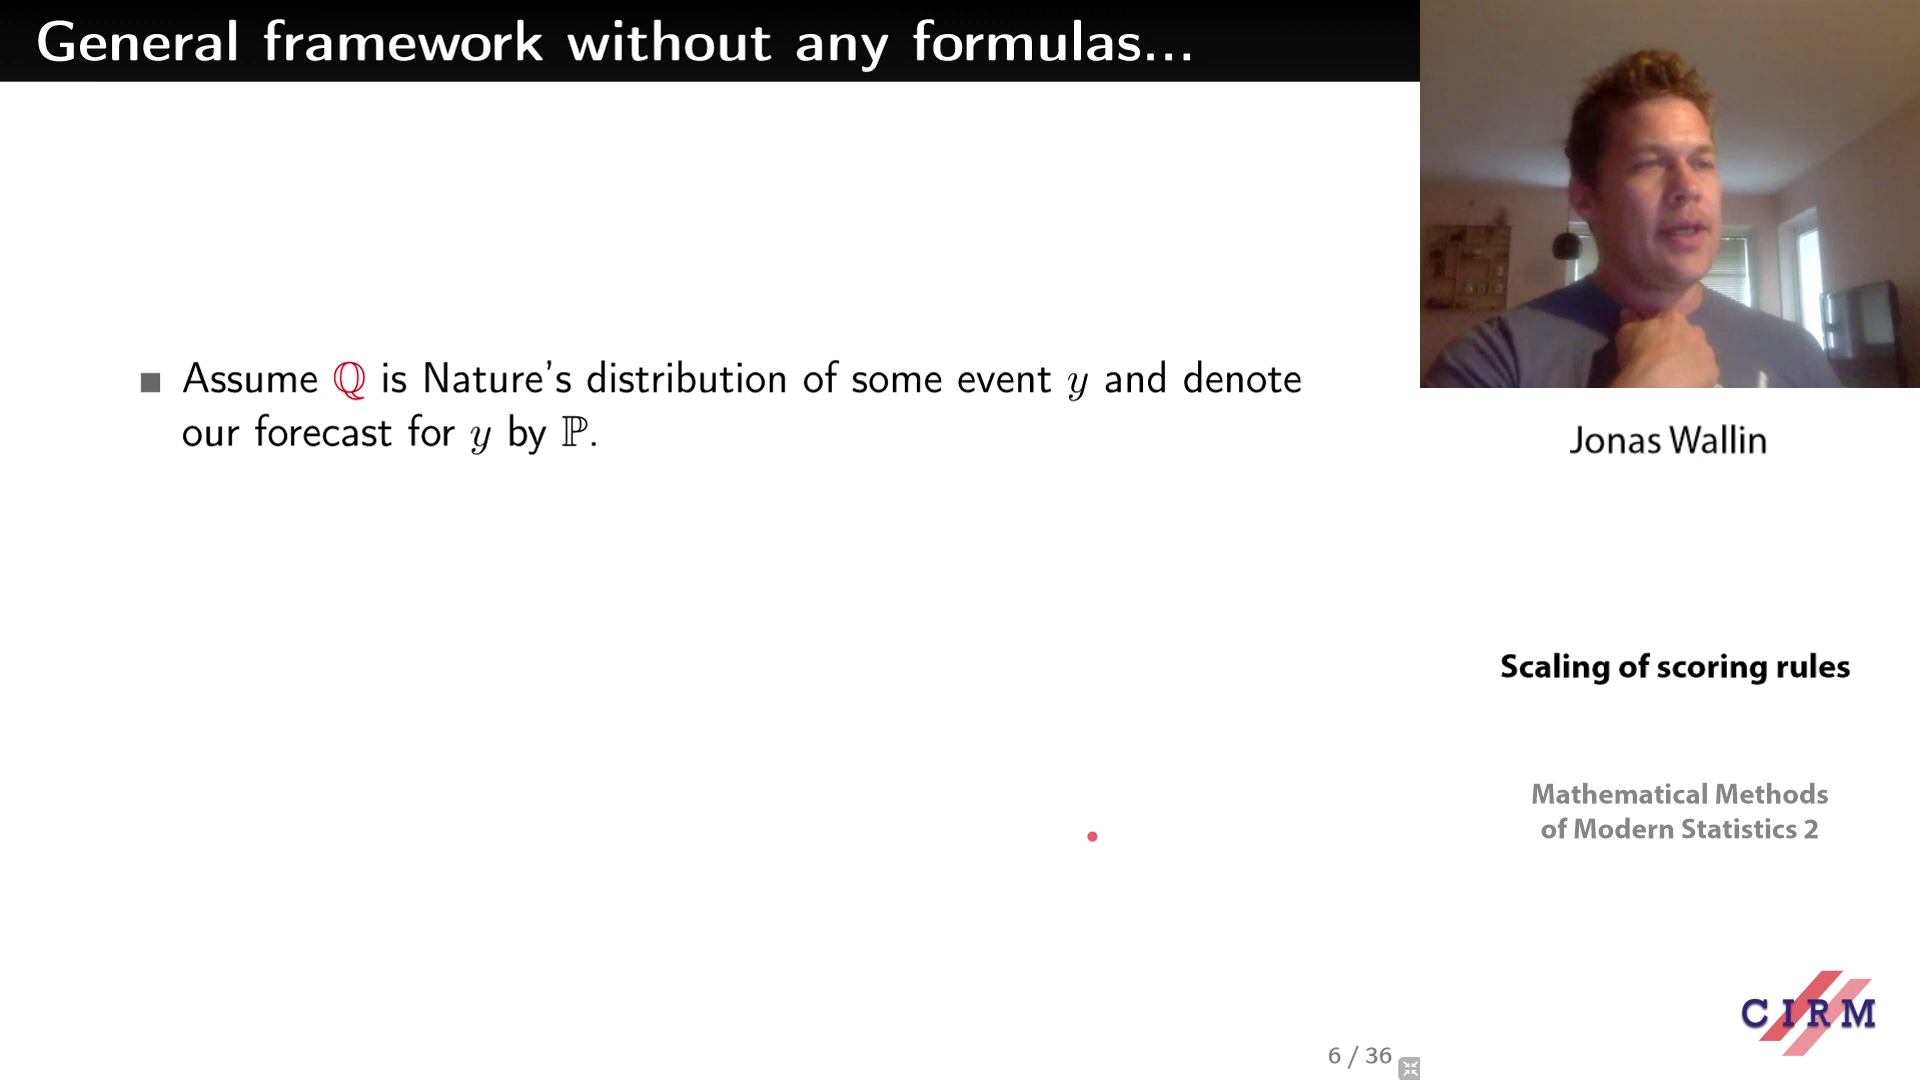 General framework without any formulas...
■ Assume ℚ is Nature's distribution of some event y and denote
our forecast for y by ℙ.
6 / 36
Jonas Wallin
Scaling of scoring rules
Mathematical Methods
of Modern Statistics 2
CIRM